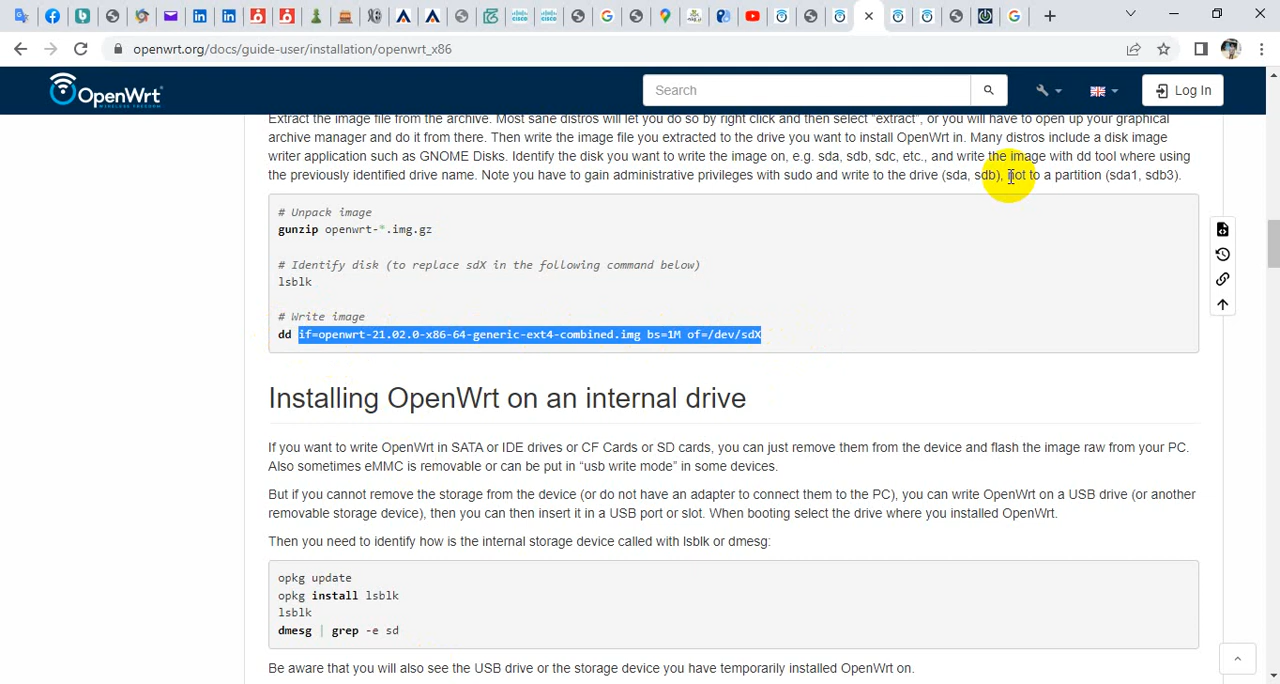 openwrt.org/docs/guide-user/installation/openwrt_x86
OpenWrt
WIRELESS FREEDOM
Search
Log In
Extract the image file from the archive. Most sane distros will let you do so by right click and then select "extract", or you will have to open up your graphical
archive manager and do it from there. Then write the image file you extracted to the drive you want to install OpenWrt in. Many distros include a disk image
writer application such as GNOME Disks. Identify the disk you want to write the image on, e.g. sda, sdb, sdc, etc., and write the image with dd tool where using
the previously identified drive name. Note you have to gain administrative privileges with sudo and write to the drive (sda, sdb), not to a partition (sda1, sdb3).
# Unpack image
gunzip openwrt-*.img.gz
# Identify disk (to replace sdX in the following command below)
lsblk
# Write image
dd if=openwrt-21.02.0-x86-64-generic-ext4-combined.img bs=1M of=/dev/sdX
Installing OpenWrt on an internal drive
If you want to write OpenWrt in SATA or IDE drives or CF Cards or SD cards, you can just remove them from the device and flash the image raw from your PC.
Also sometimes eMMC is removable or can be put in “usb write mode” in some devices.
But if you cannot remove the storage from the device (or do not have an adapter to connect them to the PC), you can write OpenWrt on a USB drive (or another
removable storage device), then you can then insert it in a USB port or slot. When booting select the drive where you installed OpenWrt.
Then you need to identify how is the internal storage device called with lsblk or dmesg:
opkg update
opkg install lsblk
lsblk
dmesg | grep -e sd
Be aware that you will also see the USB drive or the storage device you have temporarily installed OpenWrt on.